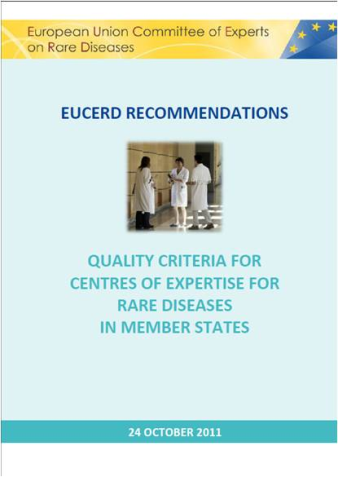 European Union Committee of Experts
on Rare Diseases
EUCERD RECOMMENDATIONS
QUALITY CRITERIA FOR
CENTRES OF EXPERTISE FOR
RARE DISEASES
IN MEMBER STATES
24 OCTOBER 2011